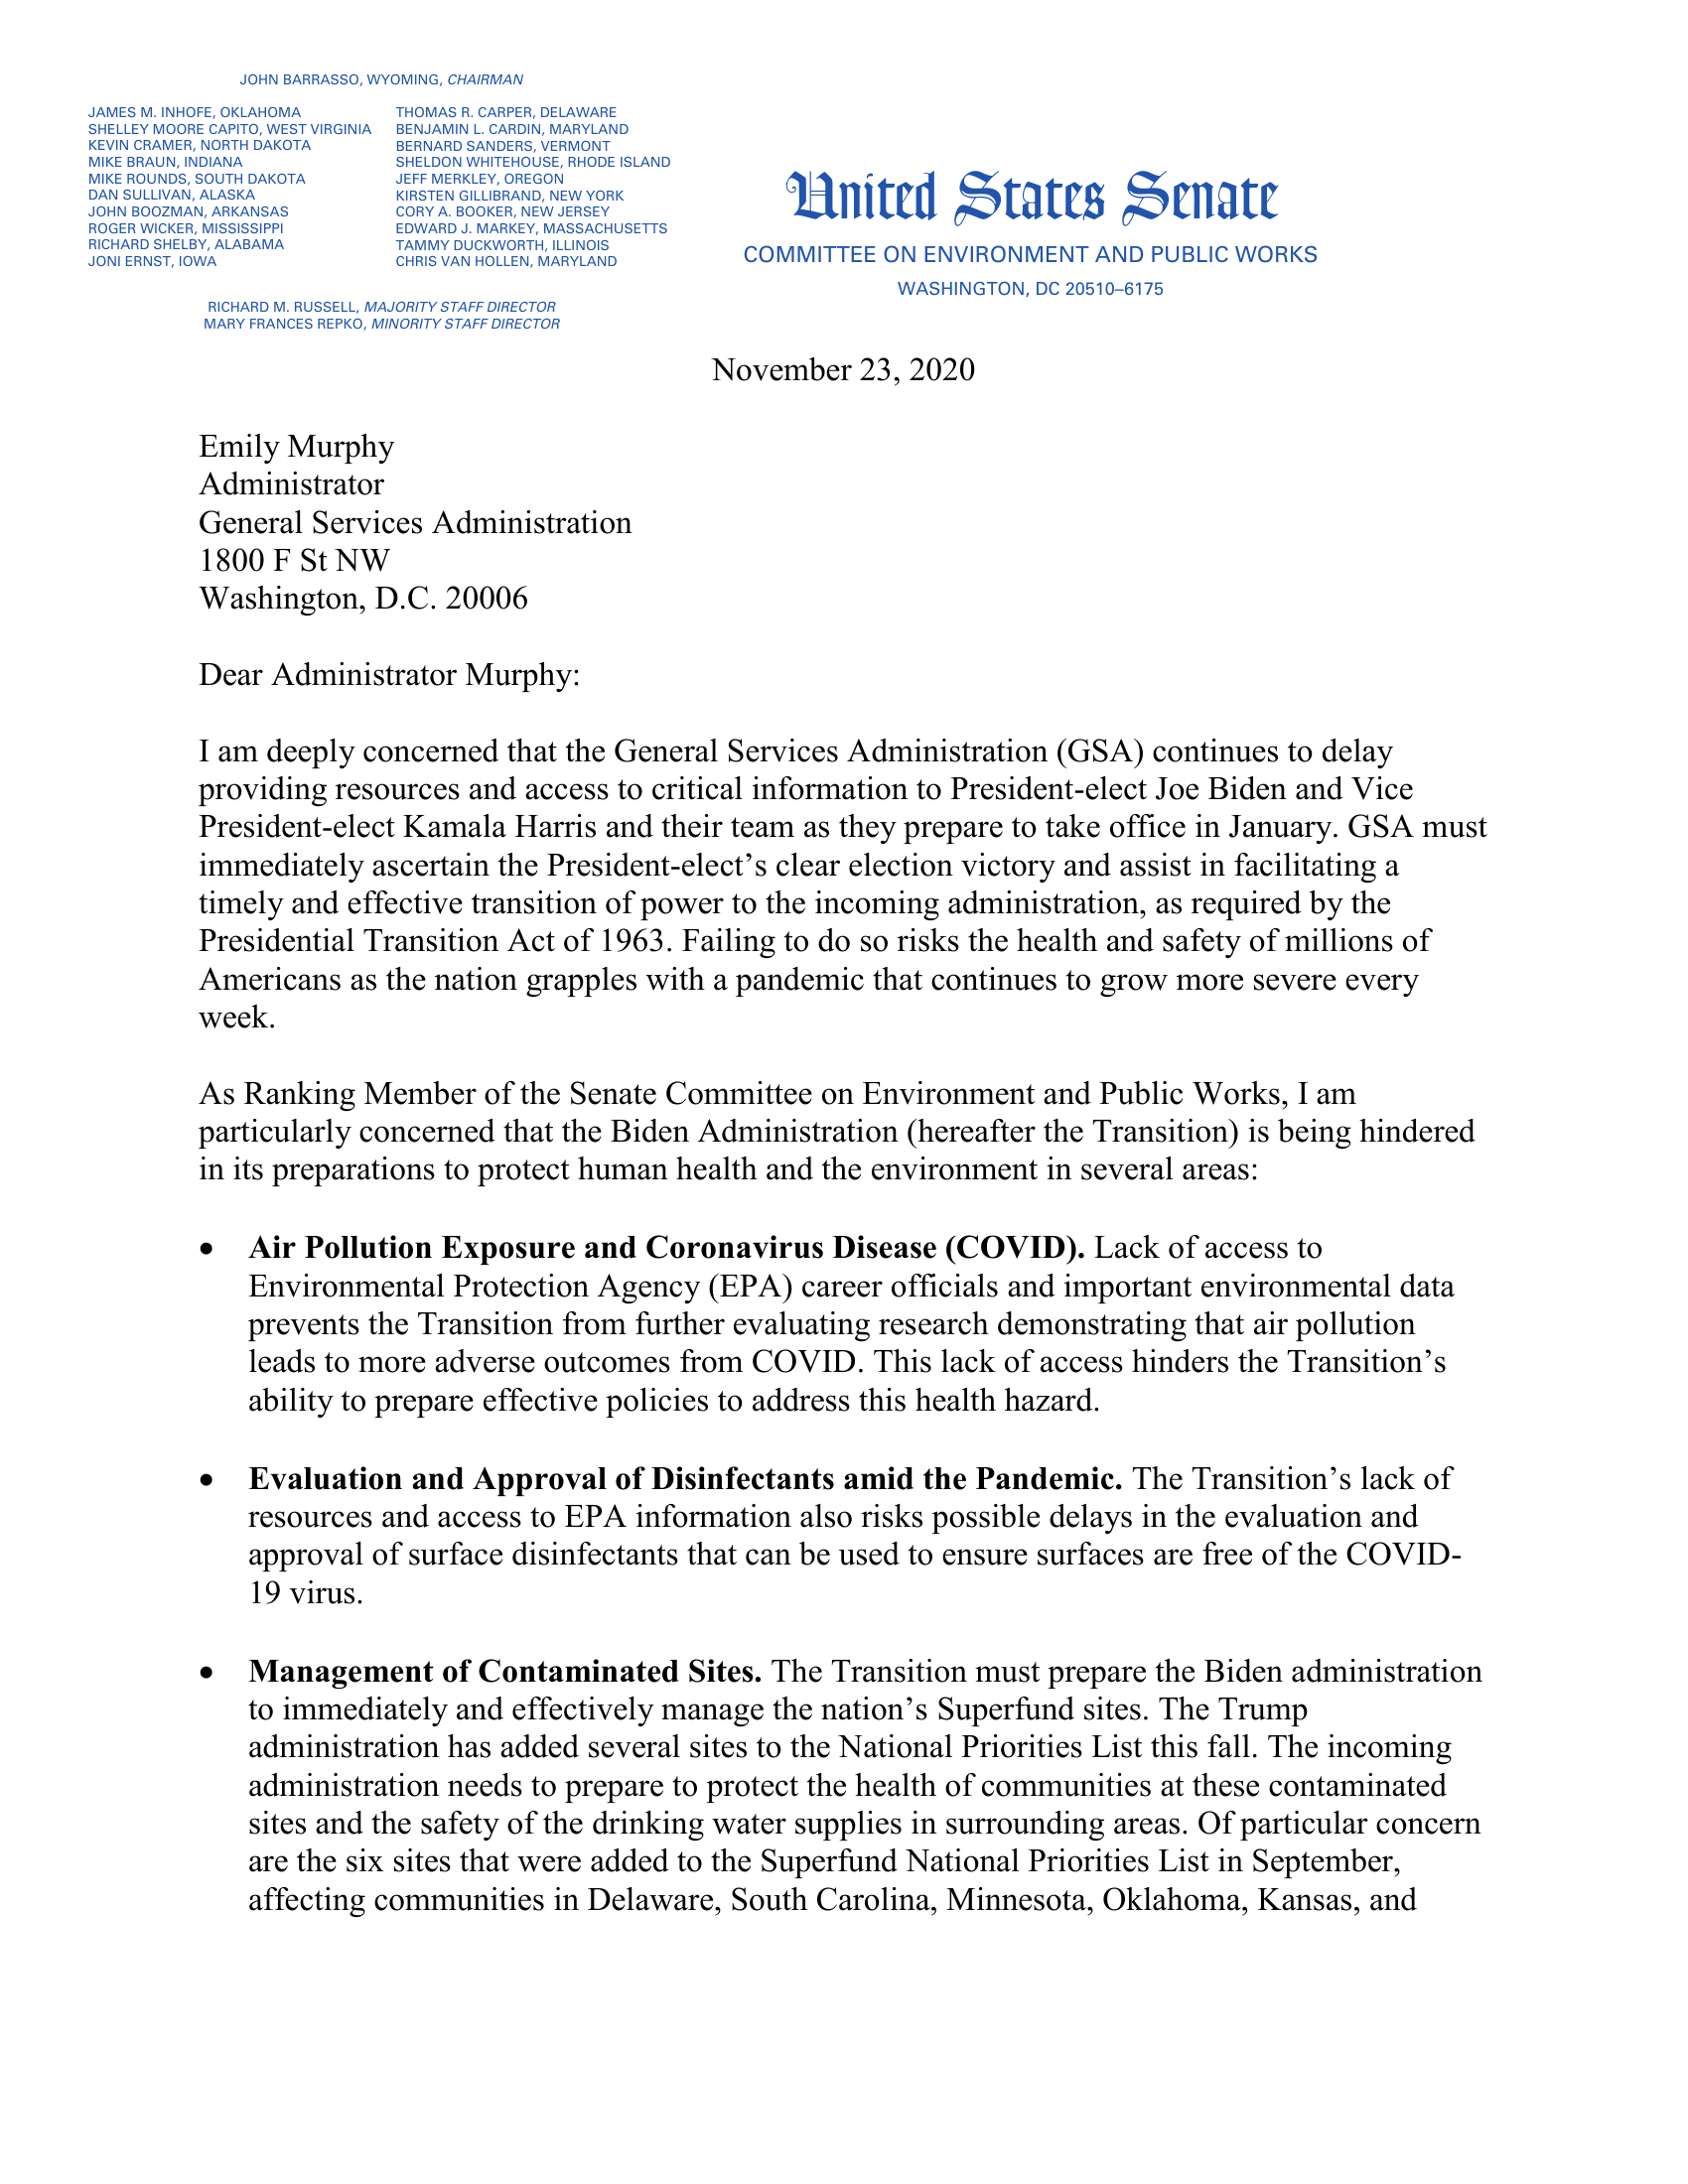 JOHN BARRASSO, WYOMING, CHAIRMAN
JAMES M. INHOFE, OKLAHOMA
SHELLEY MOORE CAPITO, WEST VIRGINIA
KEVIN CRAMER, NORTH DAKOTA
MIKE BRAUN, INDIANA
MIKE ROUNDS, SOUTH DAKOTA
DAN SULLIVAN, ALASKA
JOHN BOOZMAN, ARKANSAS
ROGER WICKER, MISSISSIPPI
RICHARD SHELBY, ALABAMA
JONI ERNST, IOWA
THOMAS R. CARPER, DELAWARE
BENJAMIN L. CARDIN, MARYLAND
BERNARD SANDERS, VERMONT
SHELDON WHITEHOUSE, RHODE ISLAND
JEFF MERKLEY, OREGON
KIRSTEN GILLIBRAND, NEW YORK
CORY A. BOOKER, NEW JERSEY
EDWARD J. MARKEY, MASSACHUSETTS
TAMMY DUCKWORTH, ILLINOIS
CHRIS VAN HOLLEN, MARYLAND
RICHARD M. RUSSELL, MAJORITY STAFF DIRECTOR
MARY FRANCES REPKO, MINORITY STAFF DIRECTOR
United States Senate
COMMITTEE ON ENVIRONMENT AND PUBLIC WORKS
WASHINGTON, DC 20510–6175
November 23, 2020
Emily Murphy
Administrator
General Services Administration
1800 F St NW
Washington, D.C. 20006
Dear Administrator Murphy:
I am deeply concerned that the General Services Administration (GSA) continues to delay
providing resources and access to critical information to President-elect Joe Biden and Vice
President-elect Kamala Harris and their team as they prepare to take office in January. GSA must
immediately ascertain the President-elect’s clear election victory and assist in facilitating a
timely and effective transition of power to the incoming administration, as required by the
Presidential Transition Act of 1963. Failing to do so risks the health and safety of millions of
Americans as the nation grapples with a pandemic that continues to grow more severe every
week.
As Ranking Member of the Senate Committee on Environment and Public Works, I am
particularly concerned that the Biden Administration (hereafter the Transition) is being hindered
in its preparations to protect human health and the environment in several areas:
• Air Pollution Exposure and Coronavirus Disease (COVID). Lack of access to
Environmental Protection Agency (EPA) career officials and important environmental data
prevents the Transition from further evaluating research demonstrating that air pollution
leads to more adverse outcomes from COVID. This lack of access hinders the Transition’s
ability to prepare effective policies to address this health hazard.
• Evaluation and Approval of Disinfectants amid the Pandemic. The Transition’s lack of
resources and access to EPA information also risks possible delays in the evaluation and
approval of surface disinfectants that can be used to ensure surfaces are free of the COVID-
19 virus.
• Management of Contaminated Sites. The Transition must prepare the Biden administration
to immediately and effectively manage the nation’s Superfund sites. The Trump
administration has added several sites to the National Priorities List this fall. The incoming
administration needs to prepare to protect the health of communities at these contaminated
sites and the safety of the drinking water supplies in surrounding areas. Of particular concern
are the six sites that were added to the Superfund National Priorities List in September,
affecting communities in Delaware, South Carolina, Minnesota, Oklahoma, Kansas, and